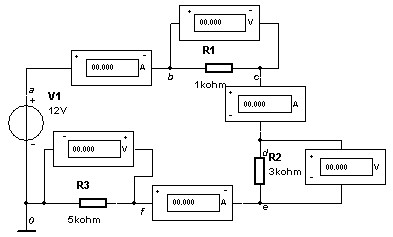 + −
00.000 V
R1
+ −
00.000 A
b
c
1kohm
a
+
V1
12V
−
+
00.000 A
−
− +
00.000 V
d
R2
3kohm
+
00.000 V
−
R3
5kohm
0
f
− +
00.000 A
e